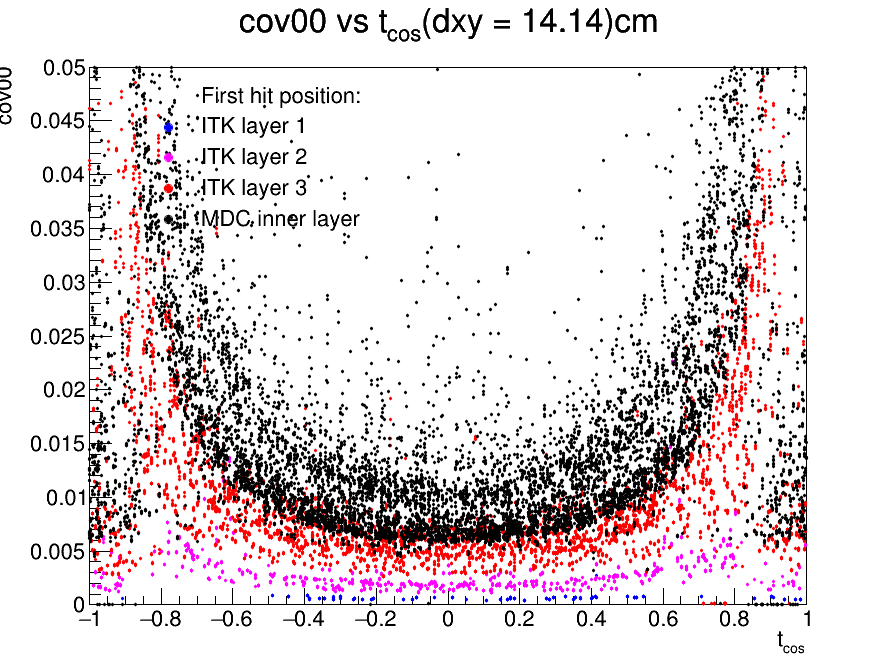 cov00 vs t_cos(dxy = 14.14)cm
cov00
0.05
0.045
0.04
0.035
0.03
0.025
0.02
0.015
0.01
0.005
0
First hit position:
ITK layer 1
ITK layer 2
ITK layer 3
MDC inner layer
−1 −0.8 −0.6 −0.4 −0.2 0 0.2 0.4 0.6 0.8 1
t_cos